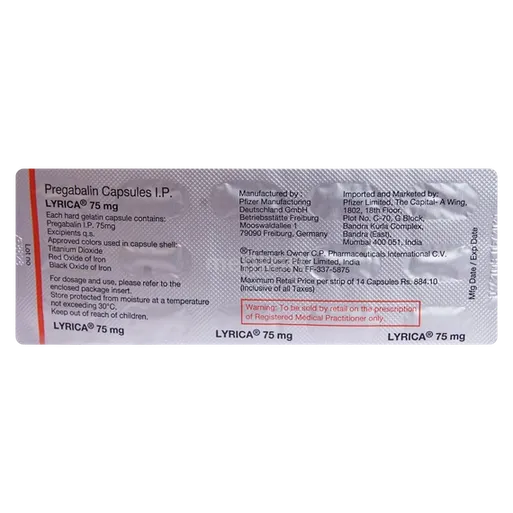 Pregabalin Capsules I.P.
LYRICA® 75 mg
Each hard gelatin capsule contains:
Pregabalin I.P. 75mg
Excipients q.s.
Approved colors used in capsule shell:
Titanium Dioxide
Red Oxide of Iron
Black Oxide of Iron
For dosage and use, please refer to the
enclosed package insert.
Store protected from moisture at a temperature
not exceeding 30°C.
Keep out of reach of children.
LYRICA® 75 mg
Lot no
Manufactured by :
Pfizer Manufacturing
Deutschland GmbH
Betriebsstätte Freiburg
Mooswaldallee 1
79090 Freiburg, Germany
Imported and Marketed by:
Pfizer Limited, The Capital- A Wing,
1802, 18th Floor,
Plot No, C-70, G Block,
Bandra Kurla Complex,
Bandra (East),
Mumbai 400 051, India
®Trademark Owner C.P. Pharmaceuticals International C.V.
Licensed user: Pfizer Limited, India
Import License No FF-337-5875
Maximum Retail Price per strip of 14 Capsules Rs. 884.10
(Inclusive of all Taxes)
Warning: To be sold by retail on the prescription
of Registered Medical Practitioner only.
LYRICA® 75 mg
LYRICA® 75 mg
Mfg Date / Exp Date